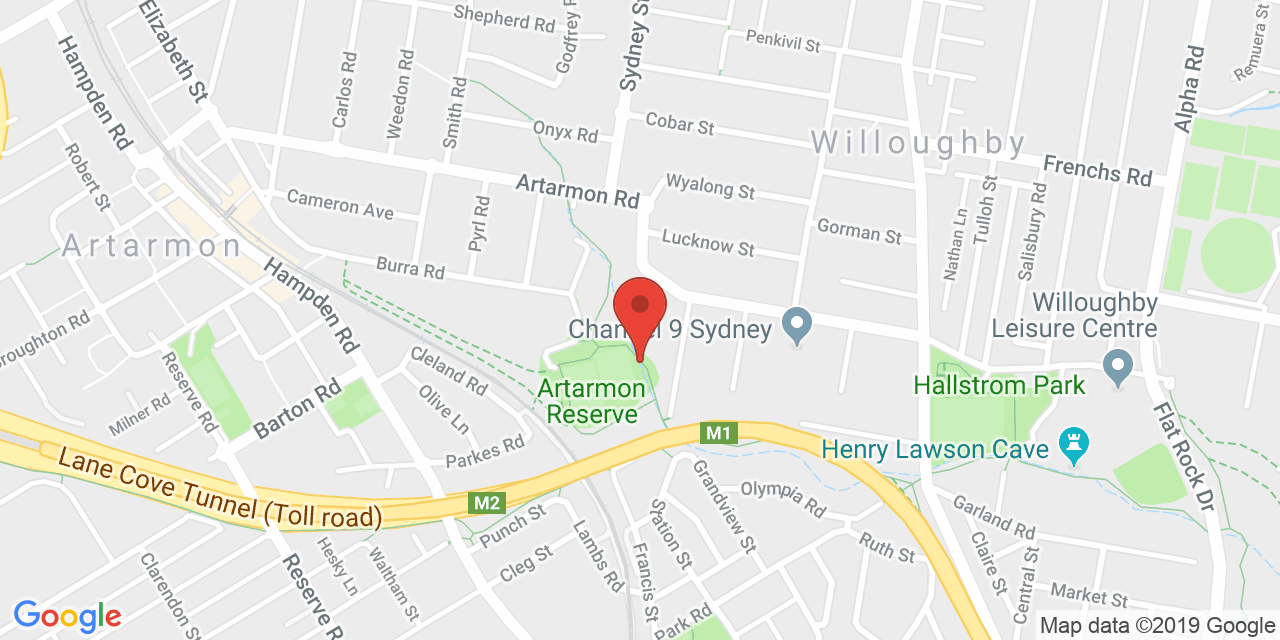 Shepherd Rd
Godfrey R
Sydney St
Penkivil St
Remuera St
Elizabeth St
Hampden Rd
Carlos Rd
Weedon Rd
Smith Rd
Onyx Rd
Cobar St
Willoughby
Alpha Rd
Frenchs Rd
Robert St
Artarmon Rd
Wyalong St
Cameron Ave
Pyrl Rd
Lucknow St
Gorman St
Nathan Ln
Tulloh St
Salisbury Rd
Artarmon
Burra Rd
Hampden Rd
Channel 9 Sydney
Willoughby
Leisure Centre
roughton Rd
Reserve Rd
Cleland Rd
Olive Ln
Artarmon
Reserve
Hallstrom Park
Milner Rd
Barton Rd
Parkes Rd
M1
Henry Lawson Cave
Flat Rock Dr
Lane Cove Tunnel (Toll road)
M2
Grandview St
Olympia Rd
Garland Rd
Punch St
Station St
Ruth St
Claire St
Central St
Hesky Ln
Waltham St
Cleg St
Lambs Rd
Francis St
Clarendon St
Reserve R
Park Rd
Market St
Google
Map data ©2019 Google